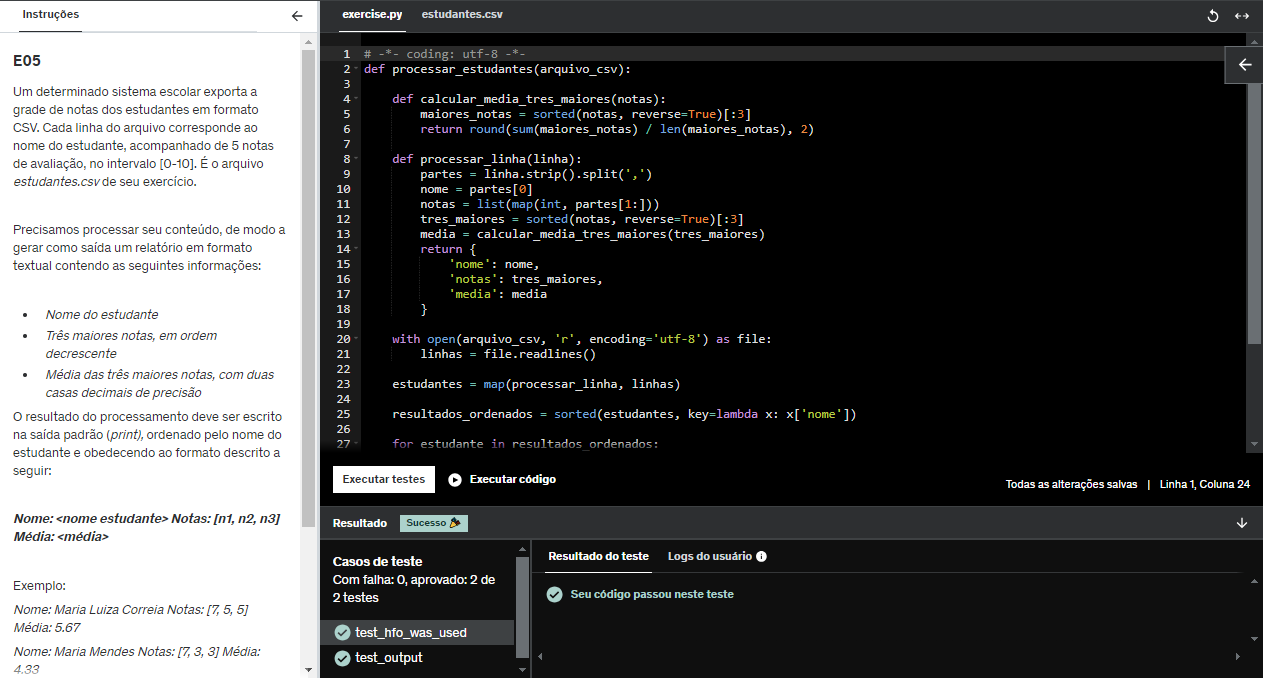 Instruções
E05
Um determinado sistema escolar exporta a
grade de notas dos estudantes em formato
CSV. Cada linha do arquivo corresponde ao
nome do estudante, acompanhado de 5 notas
de avaliação, no intervalo [0-10]. É o arquivo
estudantes.csv de seu exercício.
Precisamos processar seu conteúdo, de modo a
gerar como saída um relatório em formato
textual contendo as seguintes informações:
• Nome do estudante
• Três maiores notas, em ordem
decrescente
• Média das três maiores notas, com duas
casas decimais de precisão
O resultado do processamento deve ser escrito
na saída padrão (print), ordenado pelo nome do
estudante e obedecendo ao formato descrito a
seguir:
Nome: <nome estudante> Notas: [n1, n2, n3]
Média: <média>
Exemplo:
Nome: Maria Luiza Correia Notas: [7, 5, 5]
Média: 5.67
Nome: Maria Mendes Notas: [7, 3, 3] Média:
4.33
exercise.py estudantes.csv
1 # -*- coding: utf-8 -*-
2 def processar_estudantes(arquivo_csv):
3
4     def calcular_media_tres_maiores(notas):
5         maiores_notas = sorted(notas, reverse=True)[:3]
6         return round(sum(maiores_notas) / len(maiores_notas), 2)
7
8     def processar_linha(linha):
9         partes = linha.strip().split(',')
10         nome = partes[0]
11         notas = list(map(int, partes[1:]))
12         tres_maiores = sorted(notas, reverse=True)[:3]
13         media = calcular_media_tres_maiores(tres_maiores)
14         return {
15             'nome': nome,
16             'notas': tres_maiores,
17             'media': media
18         }
19
20     with open(arquivo_csv, 'r', encoding='utf-8') as file:
21         linhas = file.readlines()
22
23     estudantes = map(processar_linha, linhas)
24
25     resultados_ordenados = sorted(estudantes, key=lambda x: x['nome'])
26
27     for estudante in resultados_ordenados:
Executar testes Executar código
Todas as alterações salvas | Linha 1, Coluna 24
Resultado Sucesso
Casos de teste
Com falha: 0, aprovado: 2 de
2 testes
test_hfo_was_used
test_output
Resultado do teste Logs do usuário
Seu código passou neste teste